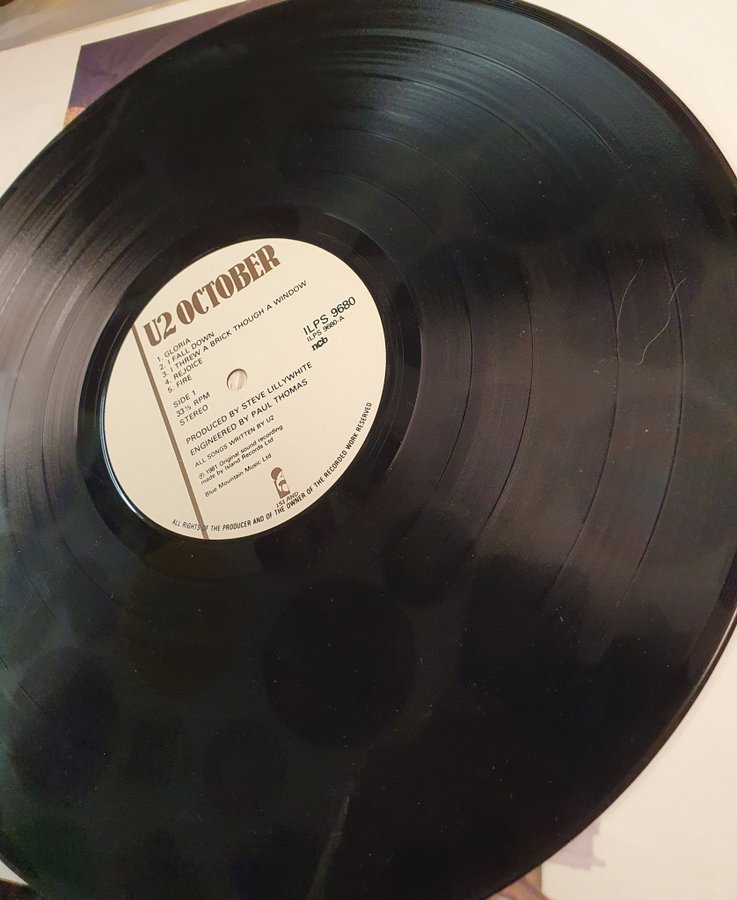 U2 OCTOBER
1. GLORIA
2. I FALL DOWN
3. I THREW A BRICK THOUGH A WINDOW
4. REJOICE
5. FIRE
SIDE 1
33⅓ RPM
STEREO
ILPS 9680
ILPS 9680-A
ncb
PRODUCED BY STEVE LILLYWHITE
ENGINEERED BY PAUL THOMAS
ALL SONGS WRITTEN BY U2
℗ 1981 Original sound recording
made by Island Records Ltd
Blue Mountain Music Ltd
ISLAND
ALL RIGHTS OF THE PRODUCER AND OF THE OWNER OF THE RECORDED WORK RESERVED